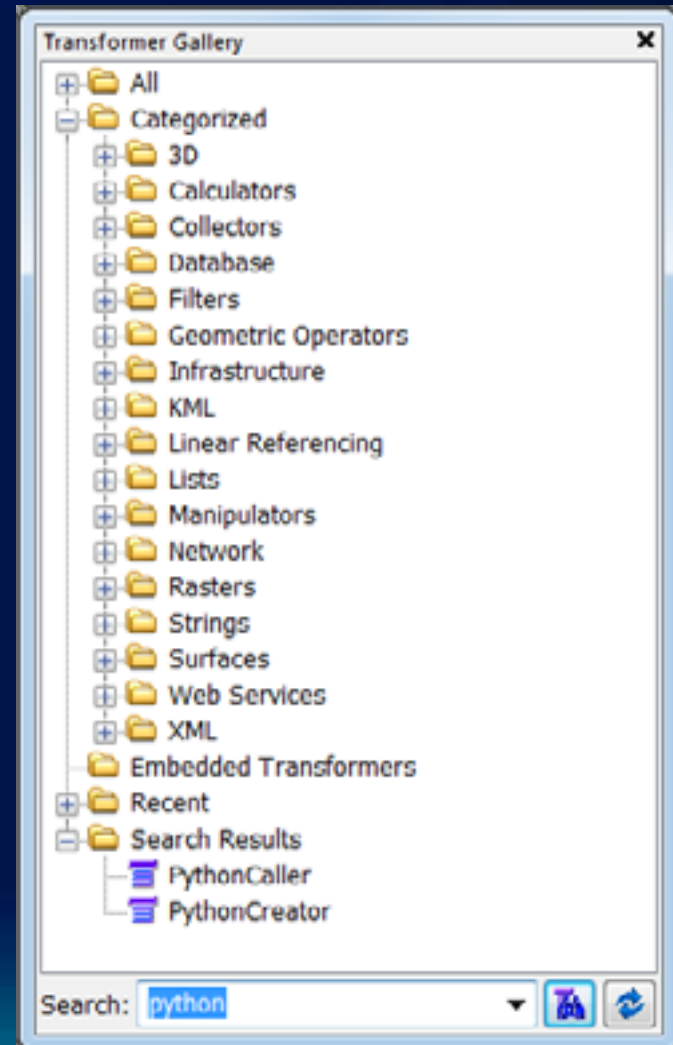 Transformer Gallery
All
Categorized
3D
Calculators
Collectors
Database
Filters
Geometric Operators
Infrastructure
KML
Linear Referencing
Lists
Manipulators
Network
Rasters
Strings
Surfaces
Web Services
XML
Embedded Transformers
Recent
Search Results
PythonCaller
PythonCreator
Search: python